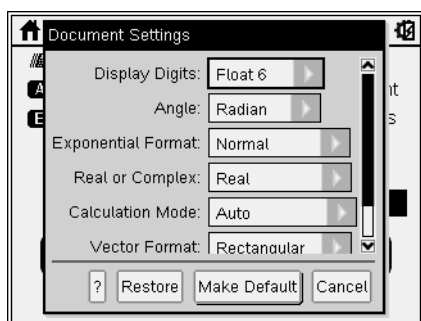 Document Settings
Display Digits: Float 6
Angle: Radian
Exponential Format: Normal
Real or Complex: Real
Calculation Mode: Auto
Vector Format: Rectangular
? Restore Make Default Cancel